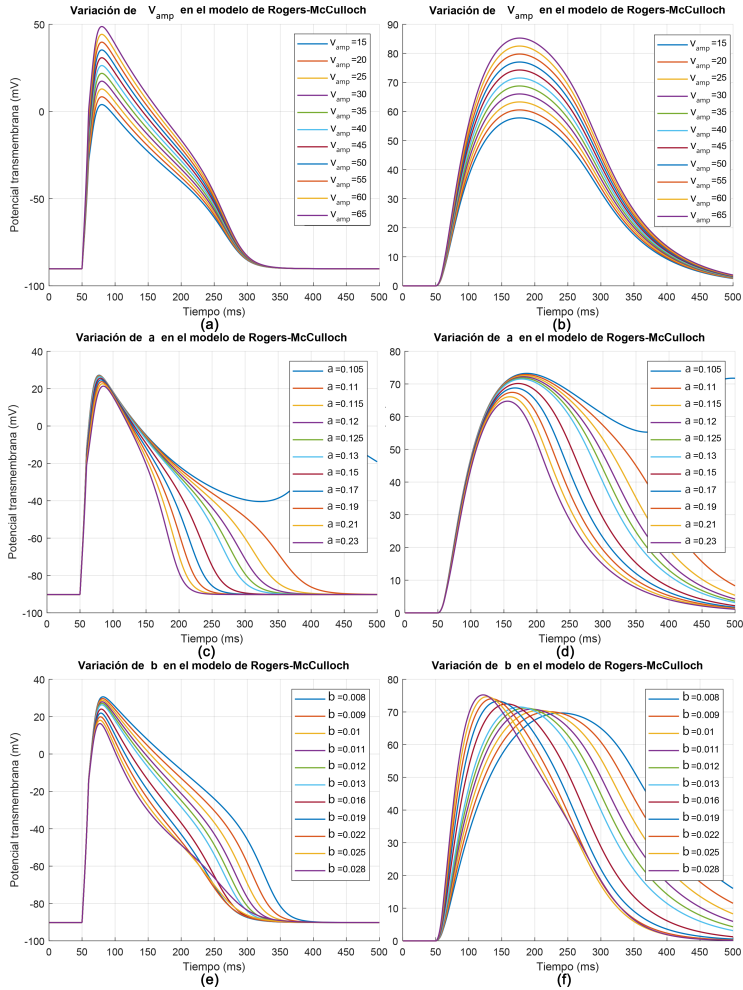 Variación de V_amp en el modelo de Rogers-McCulloch
Potencial transmembrana (mV)
50
0
-50
-100
V_amp=15
V_amp=20
V_amp=25
V_amp=30
V_amp=35
V_amp=40
V_amp=45
V_amp=50
V_amp=55
V_amp=60
V_amp=65
0 50 100 150 200 250 300 350 400 450 500
Tiempo (ms)
(a)
Variación de V_amp en el modelo de Rogers-McCulloch
90
80
70
60
50
40
30
20
10
0
V_amp=15
V_amp=20
V_amp=25
V_amp=30
V_amp=35
V_amp=40
V_amp=45
V_amp=50
V_amp=55
V_amp=60
V_amp=65
0 50 100 150 200 250 300 350 400 450 500
Tiempo (ms)
(b)
Variación de a en el modelo de Rogers-McCulloch
Potencial transmembrana (mV)
40
20
0
-20
-40
-60
-80
-100
a=0.105
a=0.11
a=0.115
a=0.12
a=0.125
a=0.13
a=0.15
a=0.17
a=0.19
a=0.21
a=0.23
0 50 100 150 200 250 300 350 400 450 500
Tiempo (ms)
(c)
Variación de a en el modelo de Rogers-McCulloch
80
70
60
50
40
30
20
10
0
a=0.105
a=0.11
a=0.115
a=0.12
a=0.125
a=0.13
a=0.15
a=0.17
a=0.19
a=0.21
a=0.23
0 50 100 150 200 250 300 350 400 450 500
Tiempo (ms)
(d)
Variación de b en el modelo de Rogers-McCulloch
Potencial transmembrana (mV)
40
20
0
-20
-40
-60
-80
-100
b=0.008
b=0.009
b=0.01
b=0.011
b=0.012
b=0.013
b=0.016
b=0.019
b=0.022
b=0.025
b=0.028
0 50 100 150 200 250 300 350 400 450 500
Tiempo (ms)
(e)
Variación de b en el modelo de Rogers-McCulloch
80
70
60
50
40
30
20
10
0
b=0.008
b=0.009
b=0.01
b=0.011
b=0.012
b=0.013
b=0.016
b=0.019
b=0.022
b=0.025
b=0.028
0 50 100 150 200 250 300 350 400 450 500
Tiempo (ms)
(f)